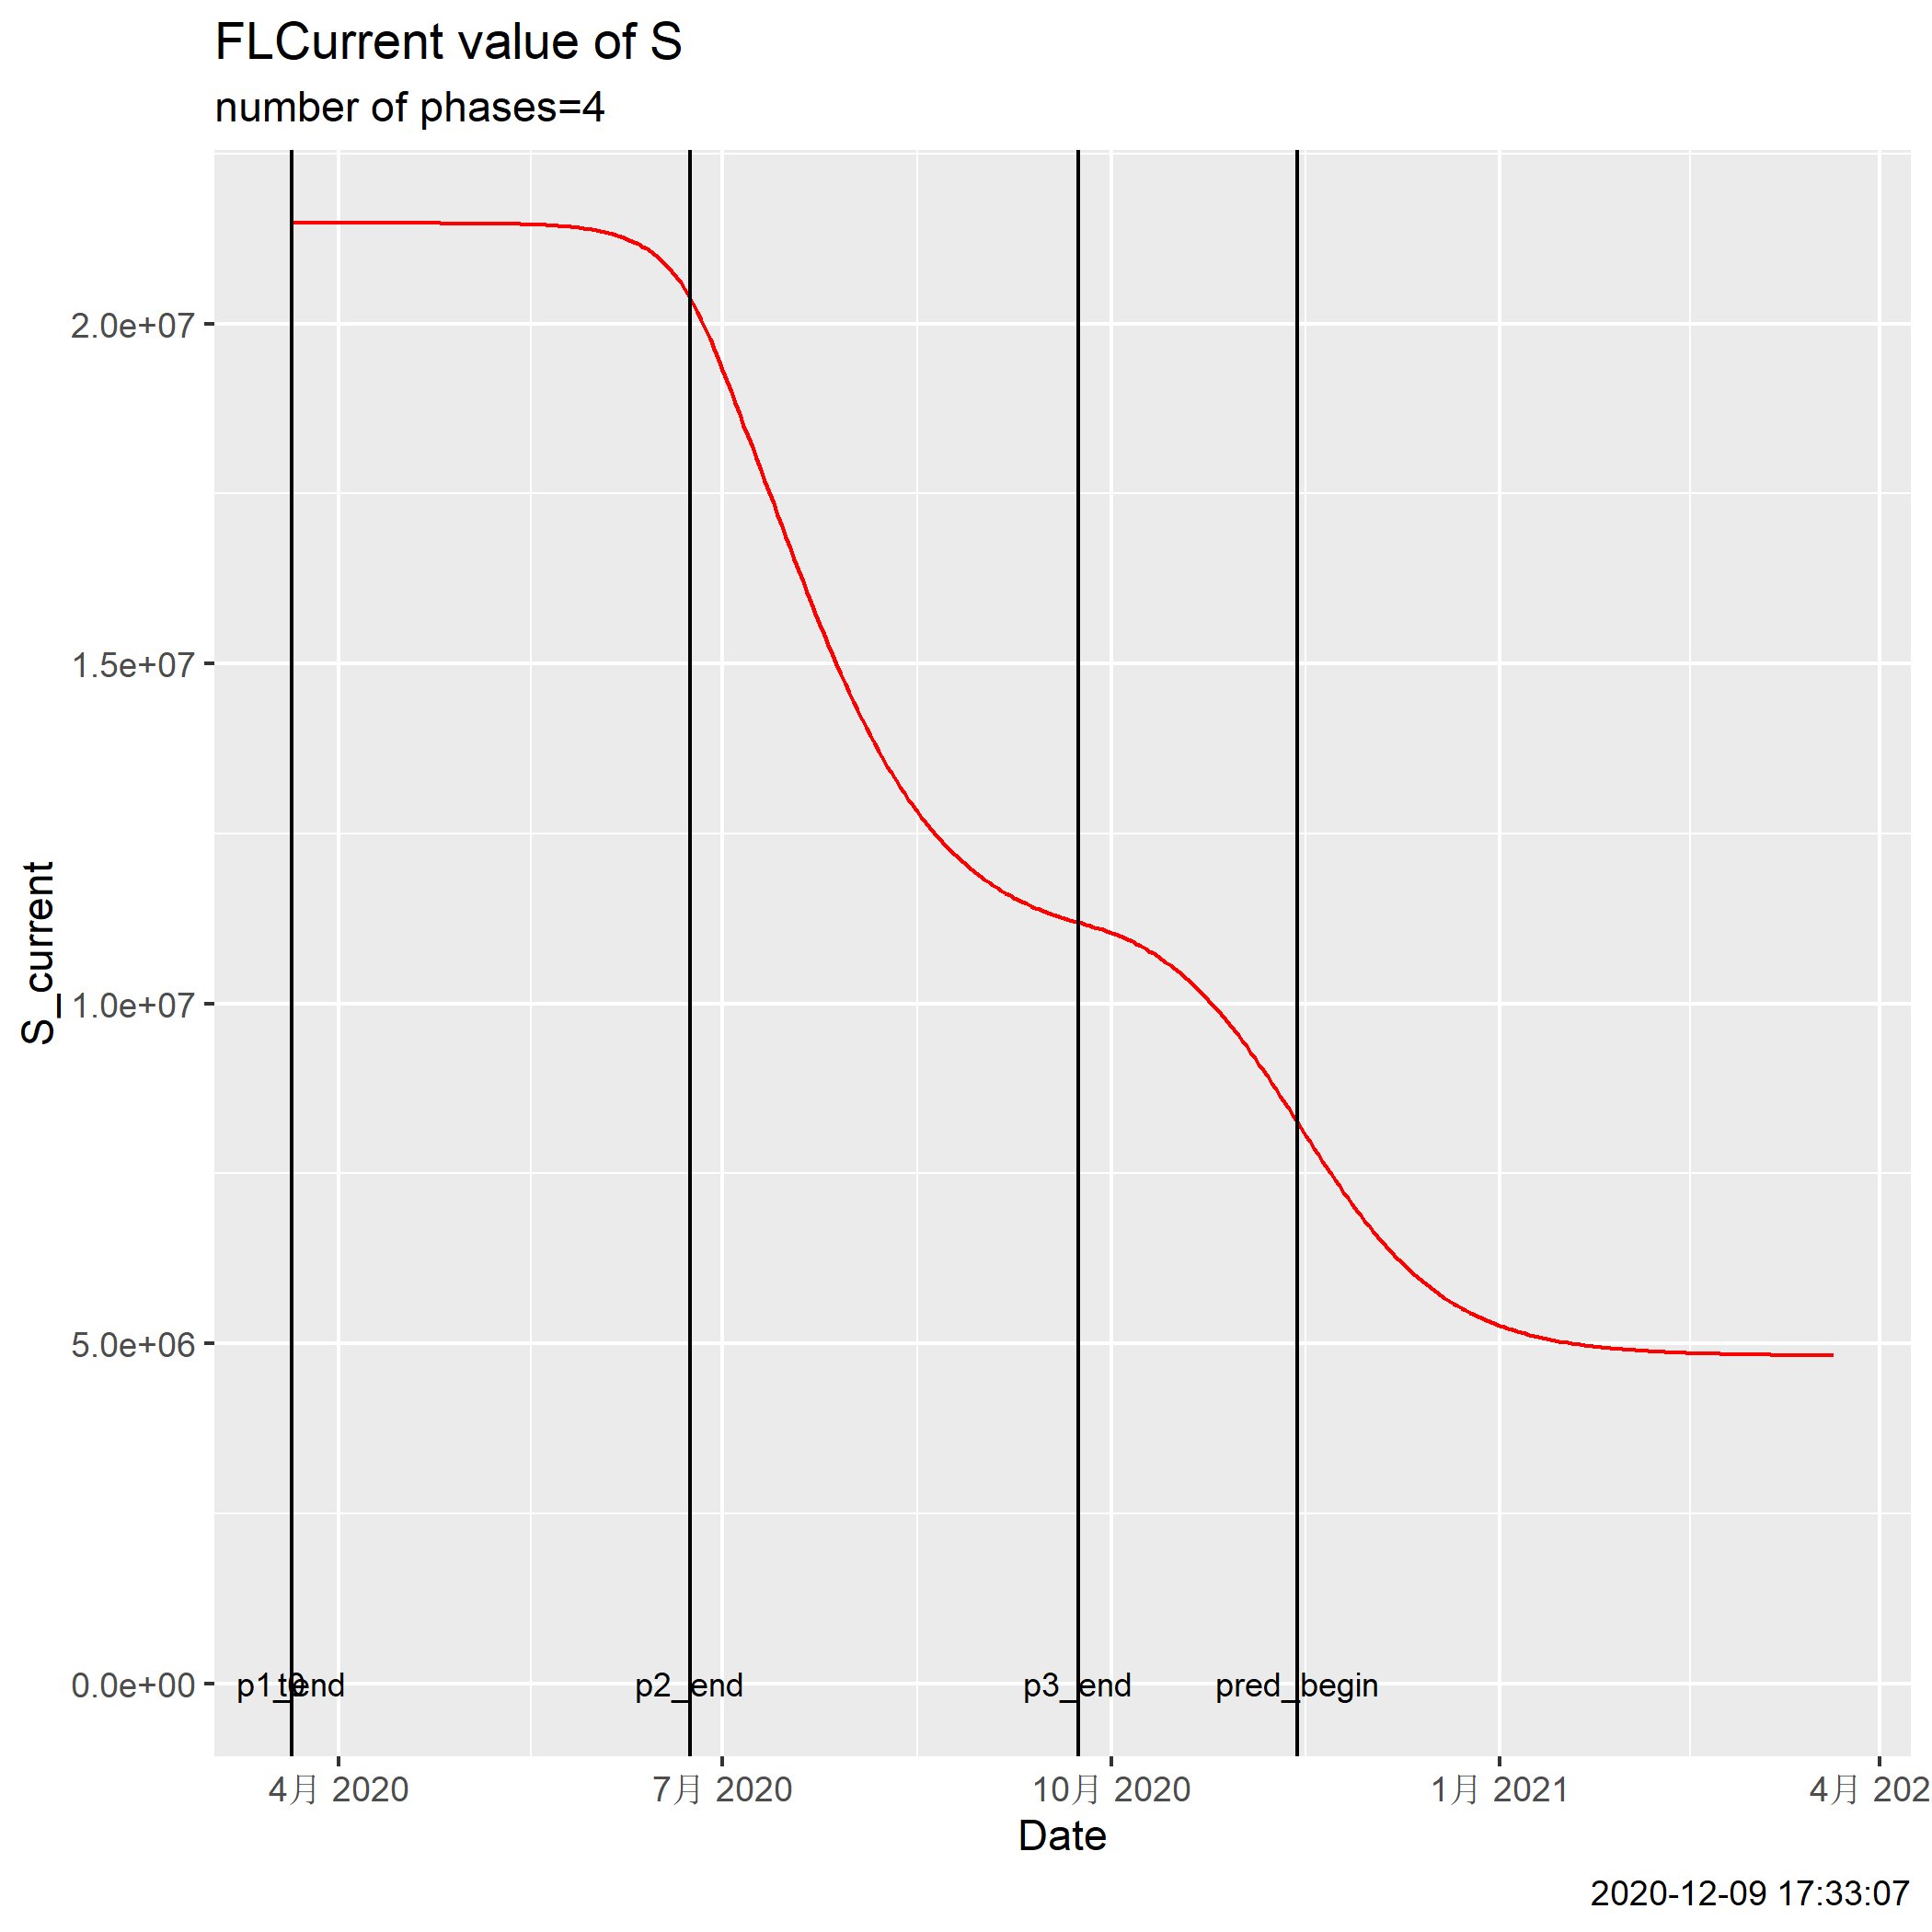 FLCurrent value of S
number of phases=4
S_current
2.0e+07
1.5e+07
1.0e+07
5.0e+06
0.0e+00
p1_end
t0
p2_end
p3_end
pred_begin
4月 2020
7月 2020
10月 2020
1月 2021
4月 202
Date
2020-12-09 17:33:07